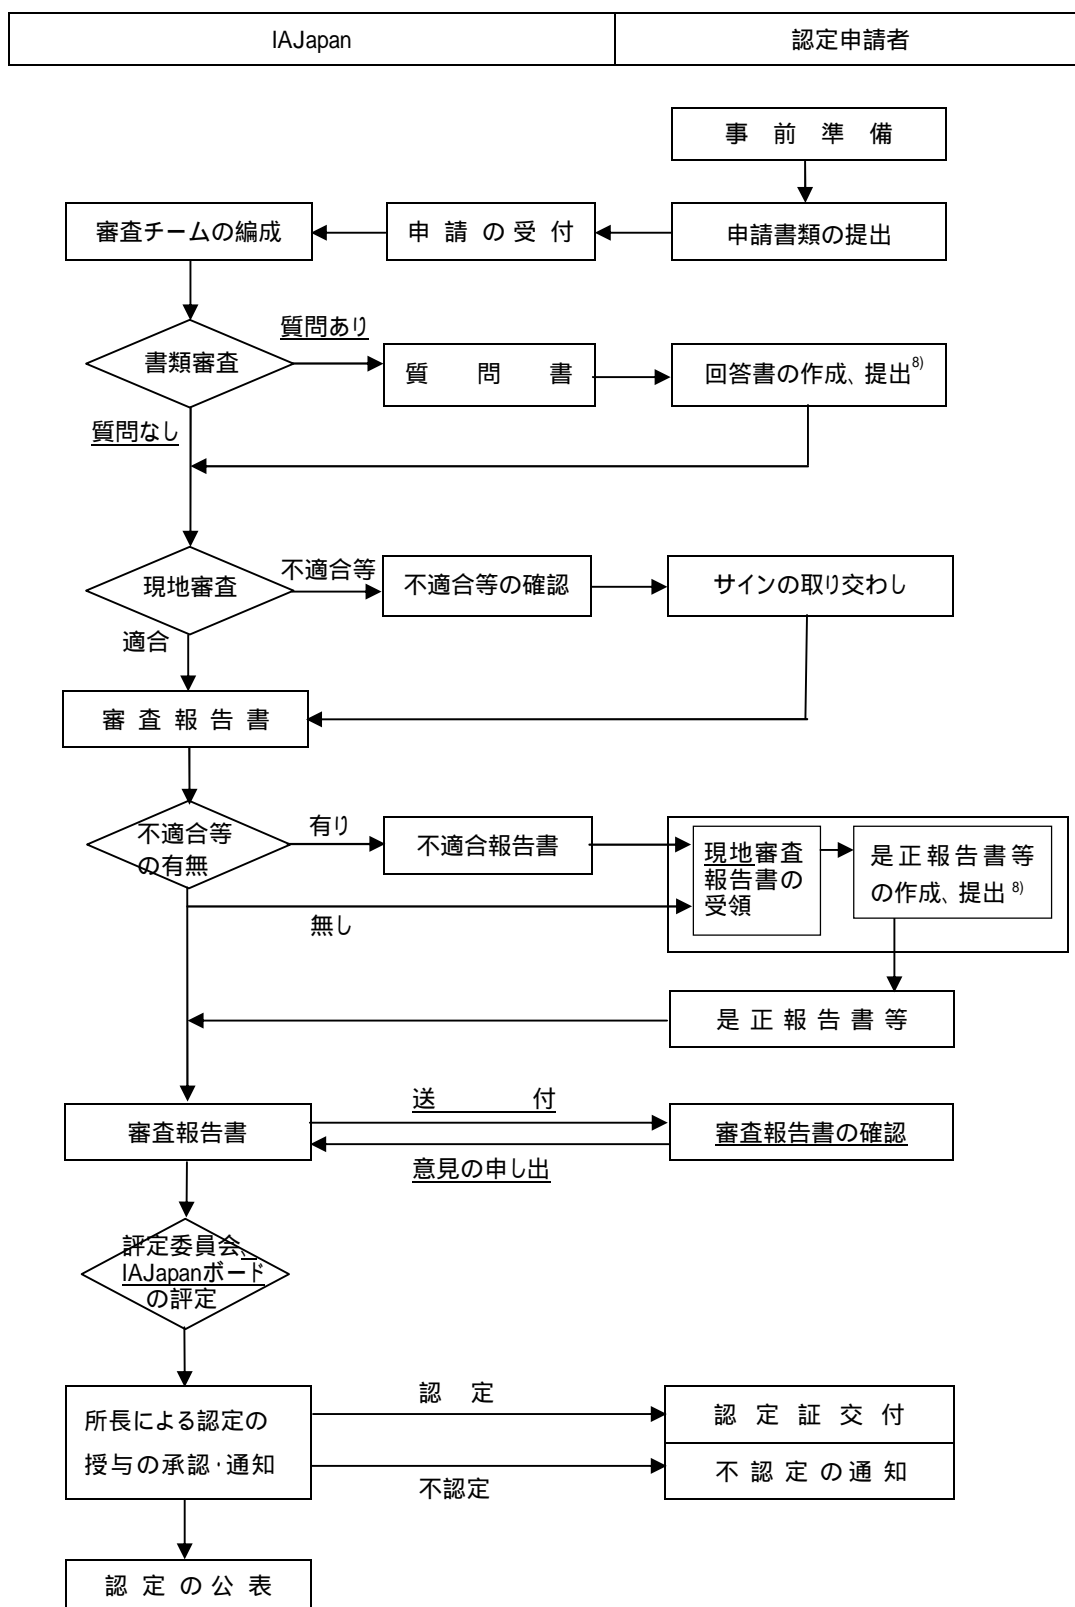 IAJapan
認定申請者
事前準備
審査チームの編成
申請の受付
申請書類の提出
質問あり
書類審査
質問書
回答書の作成、提出8)
質問なし
現地審査
不適合等
不適合等の確認
サインの取り交わし
適合
審査報告書
不適合等
の有無
有り
不適合報告書
現地審査
報告書の
受領
是正報告書等
の作成、提出8)
無し
是正報告書等
送付
審査報告書
審査報告書の確認
意見の申し出
評定委員会、
IAJapanボード
の評定
認定
所長による認定の
授与の承認・通知
認定証交付
不認定の通知
不認定
認定の公表